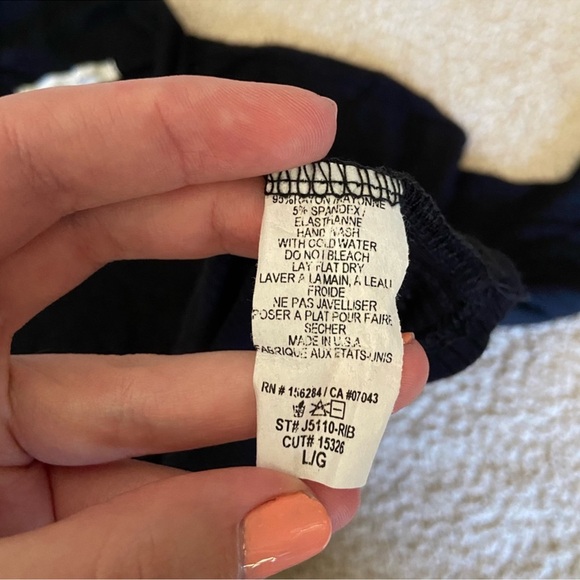 95% RAYON / RAYONNE
5% SPANDEX /
ELASTHANNE
HAND WASH
WITH COLD WATER
DO NOT BLEACH
LAY FLAT DRY
LAVER A LA MAIN, A LEAU
FROIDE
NE PAS JAVELLISER
POSER A PLAT POUR FAIRE
SECHER
MADE IN U.S.A
FABRIQUE AUX ETATS-UNIS
RN # 156284 / CA #07043
ST# J5110-RIB
CUT# 15326
L/G